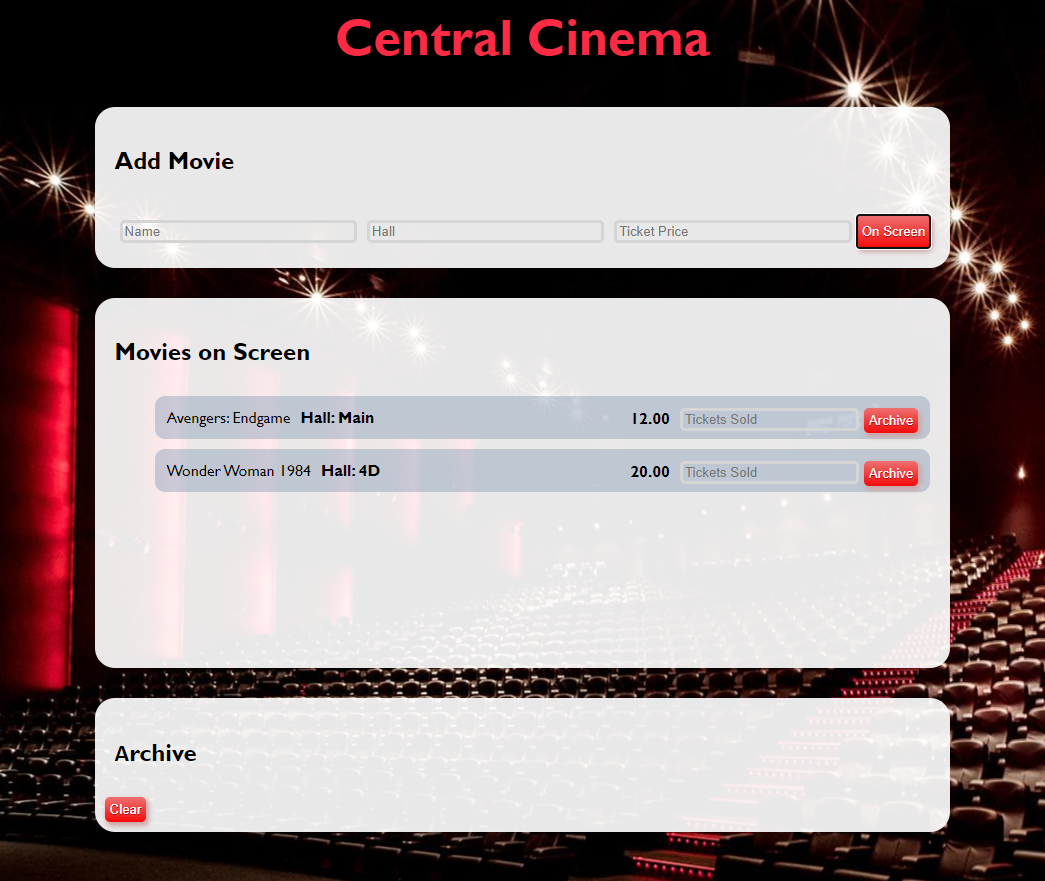 Central Cinema
Add Movie
Name Hall Ticket Price On Screen
Movies on Screen
Avengers: Endgame Hall: Main 12.00 Tickets Sold Archive
Wonder Woman 1984 Hall: 4D 20.00 Tickets Sold Archive
Archive
Clear